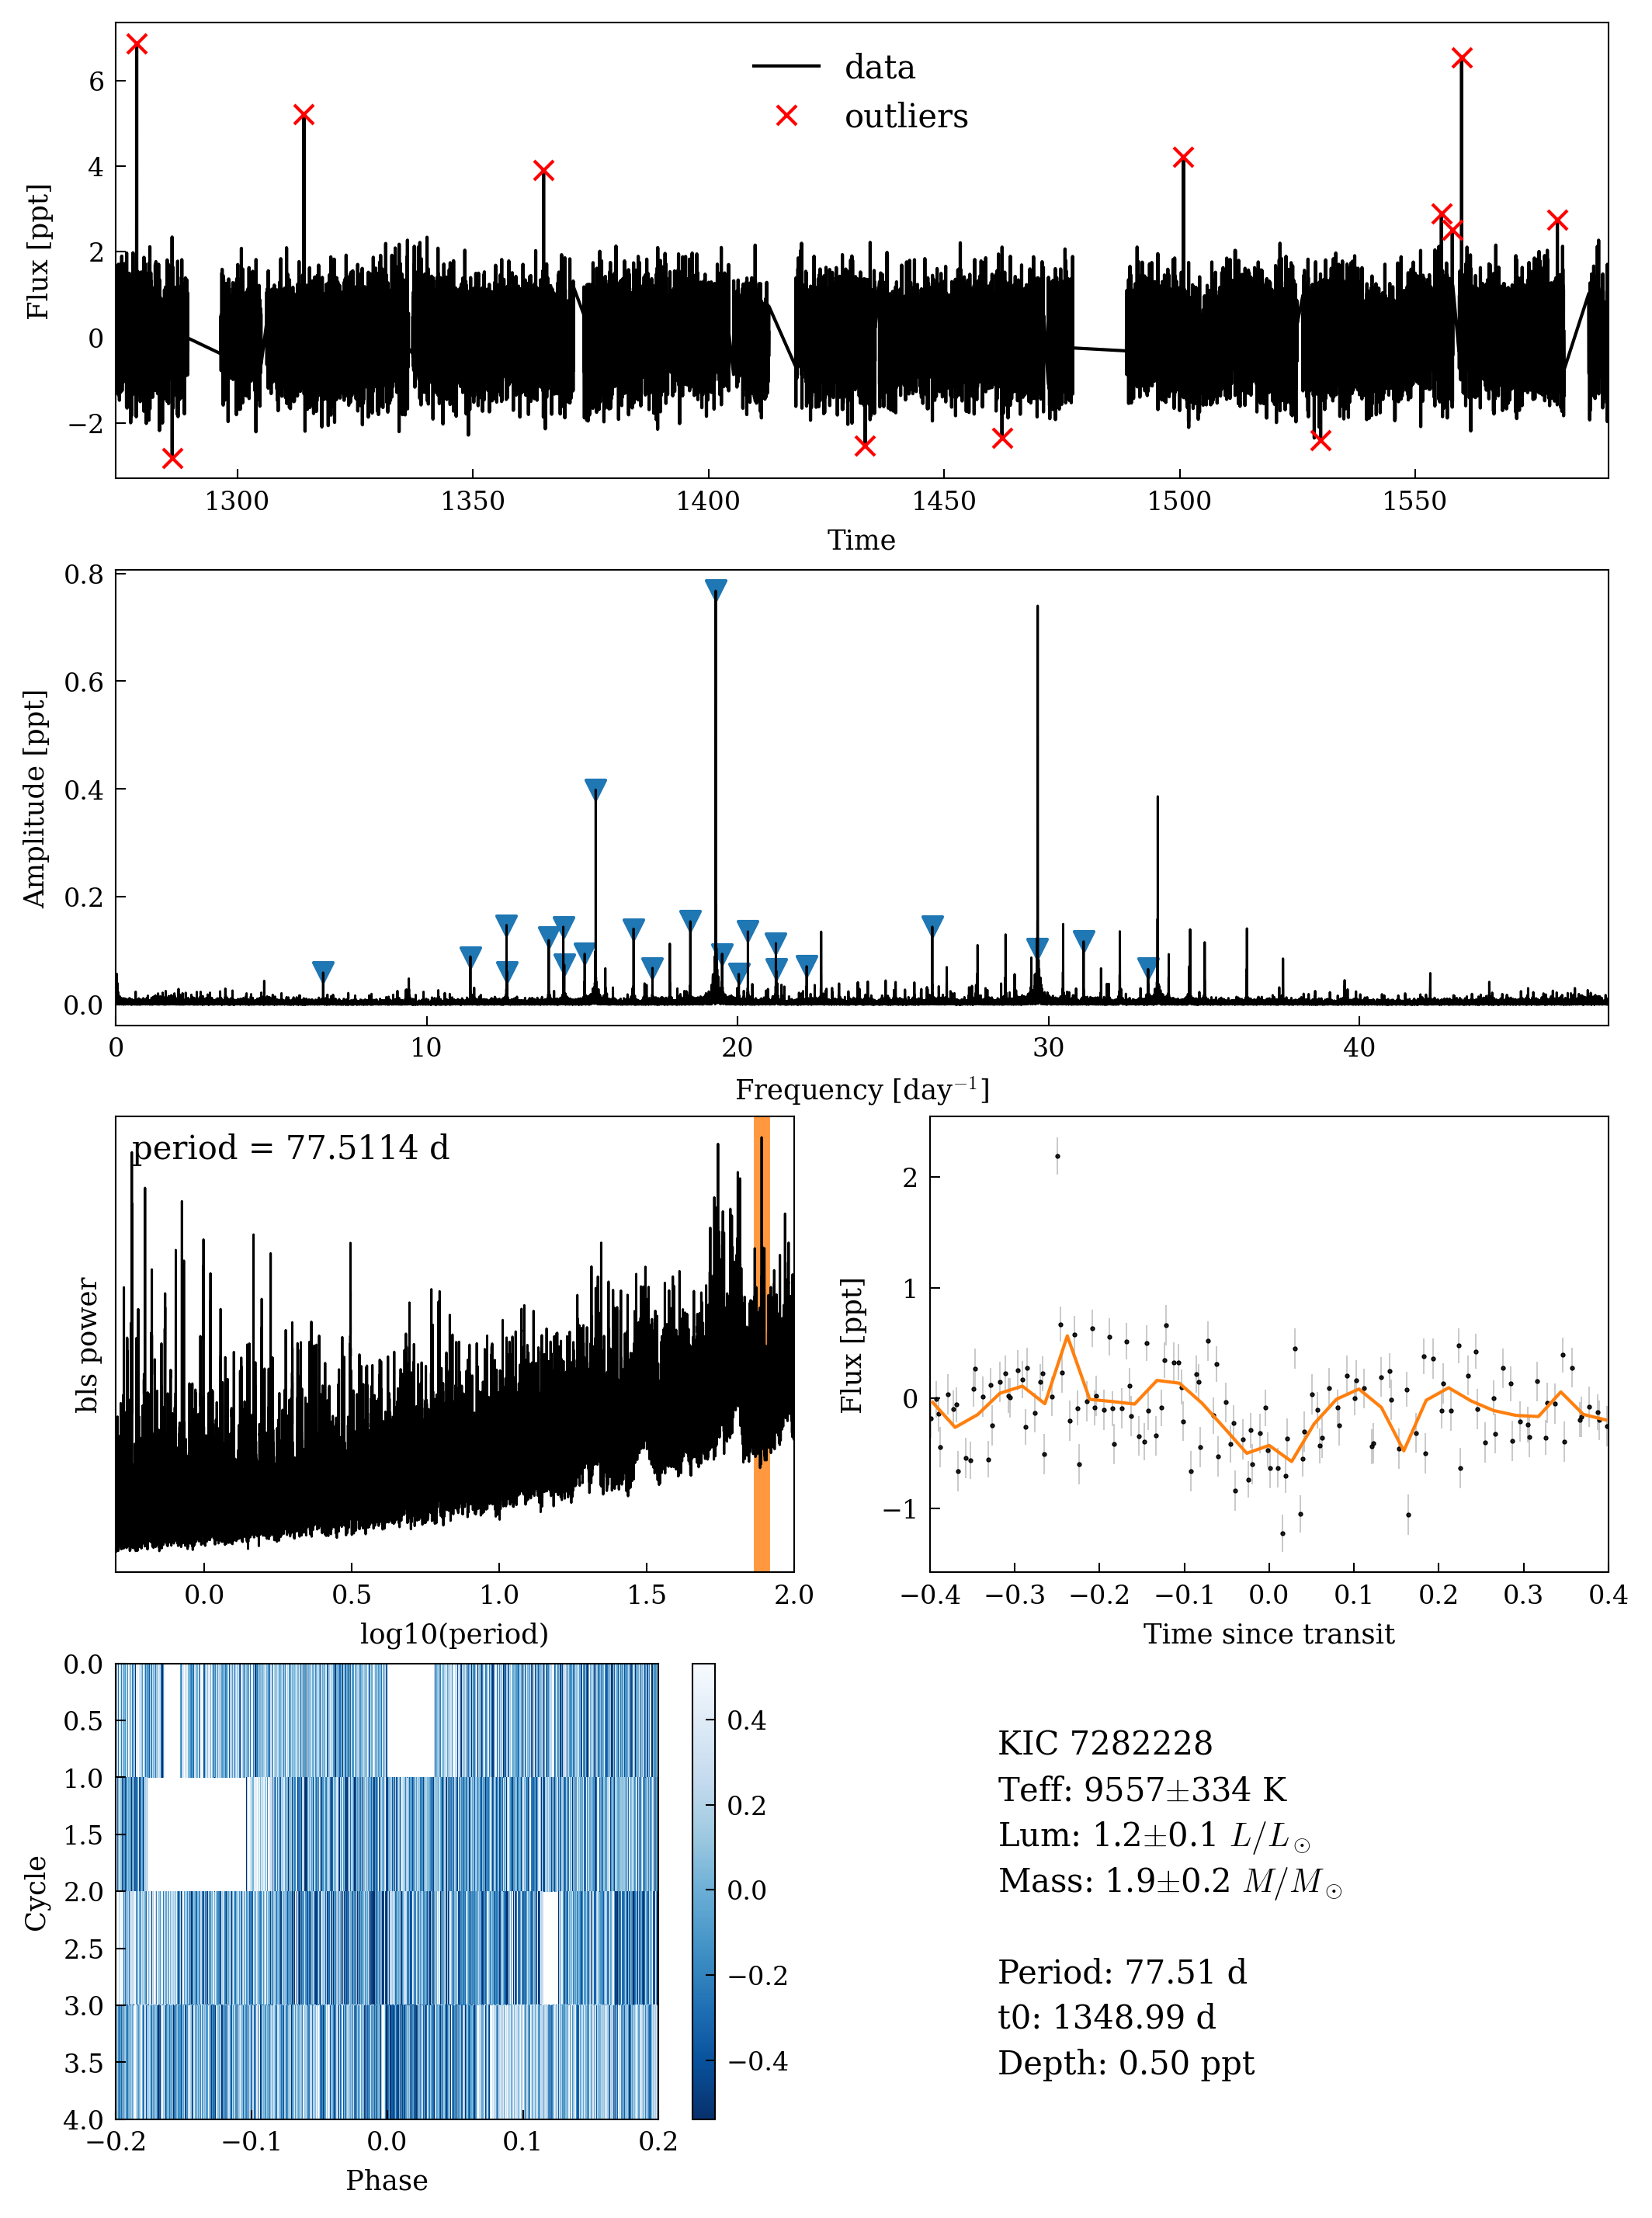 data
outliers
6
4
2
0
−2
Flux [ppt]
1300 1350 1400 1450 1500 1550
Time
0.8
0.6
0.4
0.2
0.0
Amplitude [ppt]
0 10 20 30 40
Frequency [day⁻¹]
period = 77.5114 d
bls power
0.0 0.5 1.0 1.5 2.0
log10(period)
2
1
0
−1
Flux [ppt]
−0.4 −0.3 −0.2 −0.1 0.0 0.1 0.2 0.3 0.4
Time since transit
0.0
0.5
1.0
1.5
2.0
2.5
3.0
3.5
4.0
Cycle
−0.2 −0.1 0.0 0.1 0.2
Phase
0.4
0.2
0.0
−0.2
−0.4
KIC 7282228
Teff: 9557±334 K
Lum: 1.2±0.1 L/L⊙
Mass: 1.9±0.2 M/M⊙
Period: 77.51 d
t0: 1348.99 d
Depth: 0.50 ppt